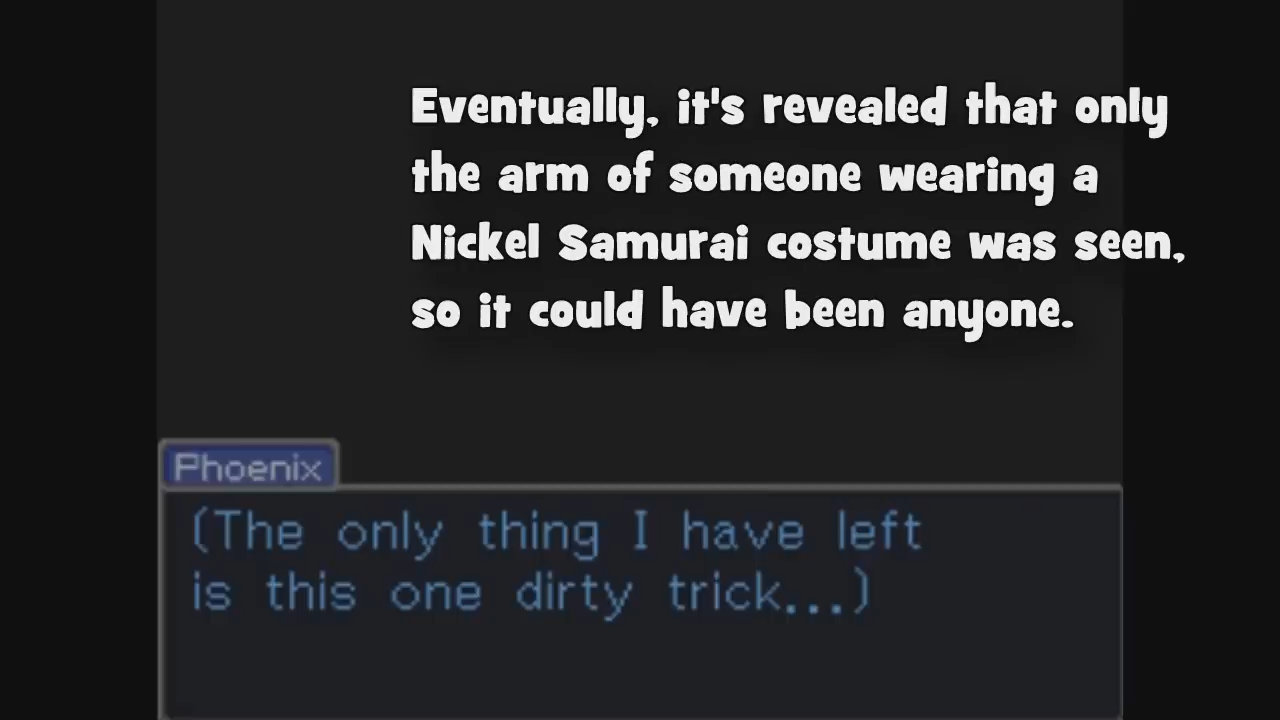 Eventually, it's revealed that only
the arm of someone wearing a
Nickel Samurai costume was seen,
so it could have been anyone.
Phoenix
(The only thing I have left
is this one dirty trick...)